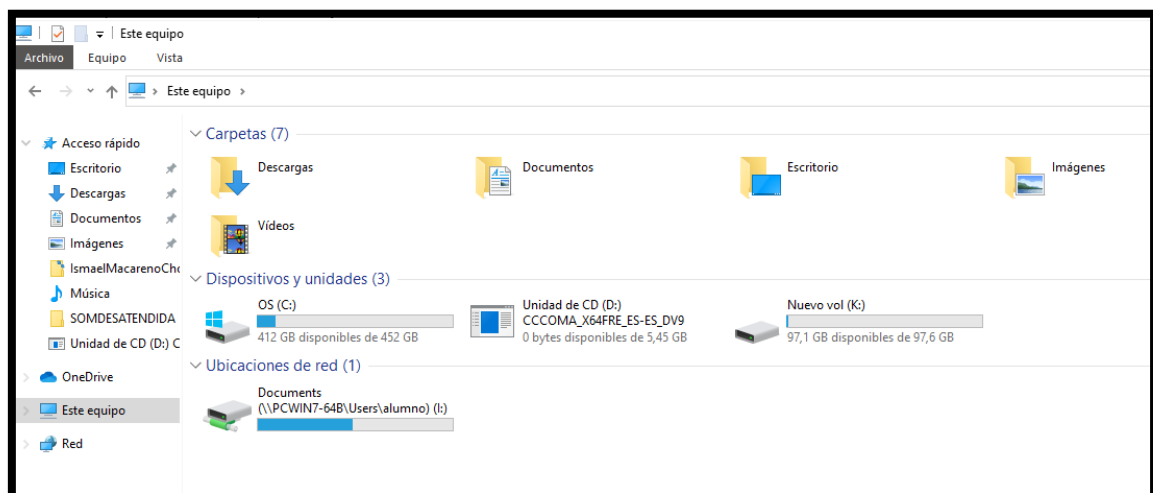 Este equipo
Archivo Equipo Vista
Este equipo
Acceso rápido
Escritorio
Descargas
Documentos
Imágenes
IsmaelMacarenoCh
Música
SOMDESATENDIDA
Unidad de CD (D:) C
OneDrive
Este equipo
Red
Carpetas (7)
Descargas
Documentos
Escritorio
Imágenes
Vídeos
Dispositivos y unidades (3)
OS (C:)
412 GB disponibles de 452 GB
Unidad de CD (D:)
CCCOMA_X64FRE_ES-ES_DV9
0 bytes disponibles de 5,45 GB
Nuevo vol (K:)
97,1 GB disponibles de 97,6 GB
Ubicaciones de red (1)
Documents
(\\PCWIN7-64B\Users\alumno) (I:)